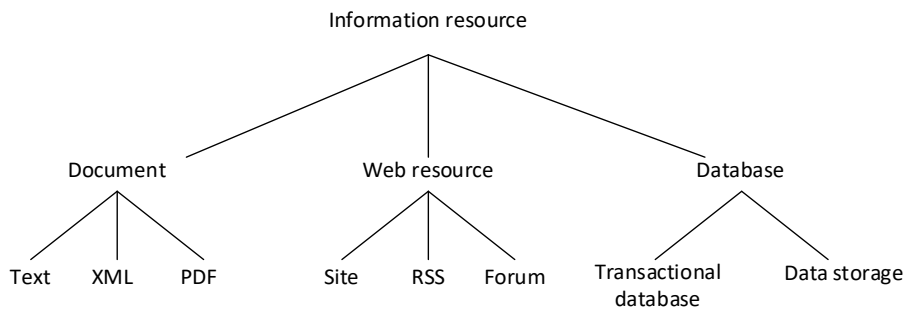 Information resource
Document
Web resource
Database
Text
XML
PDF
Site
RSS
Forum
Transactional
database
Data storage